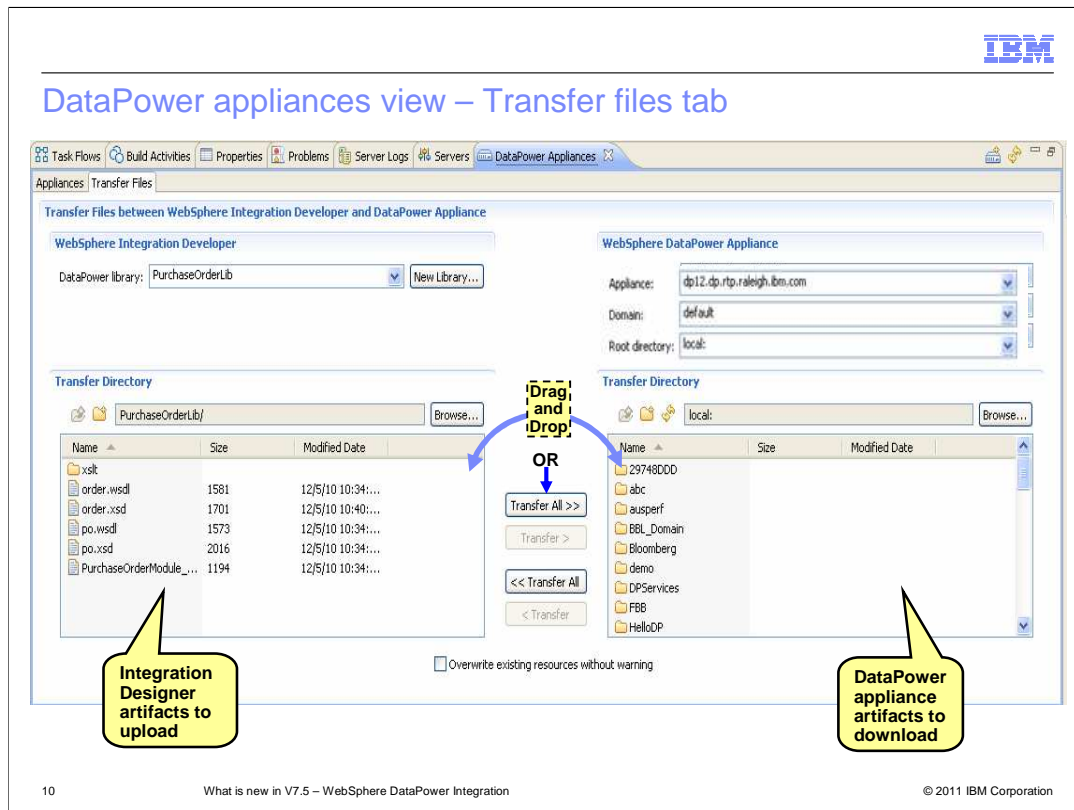 IBM
DataPower appliances view – Transfer files tab
Task Flows Build Activities Properties Problems Server Logs Servers DataPower Appliances
Appliances Transfer Files
Transfer Files between WebSphere Integration Developer and DataPower Appliance
WebSphere Integration Developer
DataPower library: PurchaseOrderLib New Library...
WebSphere DataPower Appliance
Appliance: dp12.dp.rtp.raleigh.ibm.com
Domain: default
Root directory: local:
Transfer Directory
PurchaseOrderLib/ Browse...
Name Size Modified Date
xslt
order.wsdl 1581 12/5/10 10:34:...
order.xsd 1701 12/5/10 10:40:...
po.wsdl 1573 12/5/10 10:34:...
po.xsd 2016 12/5/10 10:34:...
PurchaseOrderModule_... 1194 12/5/10 10:34:...
Drag
and
Drop
OR
Transfer All >>
Transfer >
<< Transfer All
< Transfer
Transfer Directory
local: Browse...
Name Size Modified Date
29748DDD
abc
ausperf
BBL_Domain
Bloomberg
demo
DPServices
FBB
HelloDP
Overwrite existing resources without warning
Integration
Designer
artifacts to
upload
DataPower
appliance
artifacts to
download
10 What is new in V7.5 – WebSphere DataPower Integration © 2011 IBM Corporation